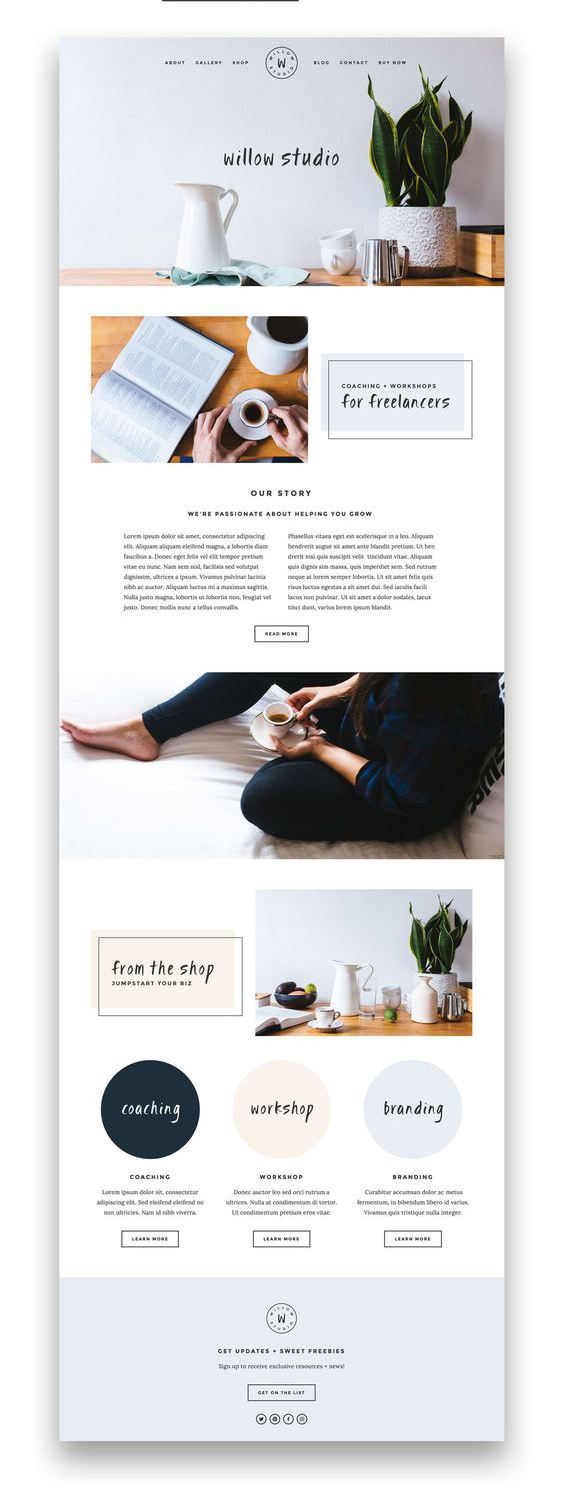 ABOUT GALLERY SHOP WILLOW STUDIO W BLOG CONTACT BUY NOW
willow studio
COACHING + WORKSHOPS
for freelancers
OUR STORY
WE'RE PASSIONATE ABOUT HELPING YOU GROW
Lorem ipsum dolor sit amet, consectetur adipiscing
elit. Aliquam aliquam eleifend magna, a lobortis diam
faucibus a. Donec eget felis vel elit tempor pretium
vitae eu nunc. Nam sem nisl, facilisis sed volutpat
dignissim, ultrices a ipsum. Vivamus pulvinar lacinia
nibh ac auctor. Aliquam luctus mi a maximus sagittis.
Nulla justo magna, lobortis ut lobortis non, feugiat vel
justo. Donec mollis nunc a tellus convallis.
Phasellus vitaea eget est scelerisque in a leo. Aliquam
hendrerit augue sit amet ante blandit pretium. Ut hen
drerit nisi quis suscipit velit tincidunt vitae. Aliquam
quis dignis sim massa, quis imperdiet sem. Sed rutrum
neque at lorem semper lobortis. Ut sit amet felis quis
risus luctus egestas a sit amet dui. Sed iaculis facili
lacus non pulvinar. Ut sit amet a dolor sodales, lacus
tinci dunt, varius lorem ipsum blandit.
READ MORE
from the shop
JUMPSTART YOUR BIZ
coaching
workshop
branding
COACHING
Lorem ipsum dolor sit, consectetur
adipiscing elit. Sed eleifend eleifend mi
non ultricies. Nam id nibh viverra.
LEARN MORE
WORKSHOP
Donec auctor leo sed orci rutrum a
ultrices. Nulla at condimentum di tortor.
Ut condimentum pretium eros vitae.
LEARN MORE
BRANDING
Curabitur accumsan dolor ac metus
fermentum, in bibendum libero id varius.
Vivamus quis tristique nulla integer.
LEARN MORE
WILLOW STUDIO W
GET UPDATES + SWEET FREEBIES
Sign up to receive exclusive resources + news!
GET ON THE LIST